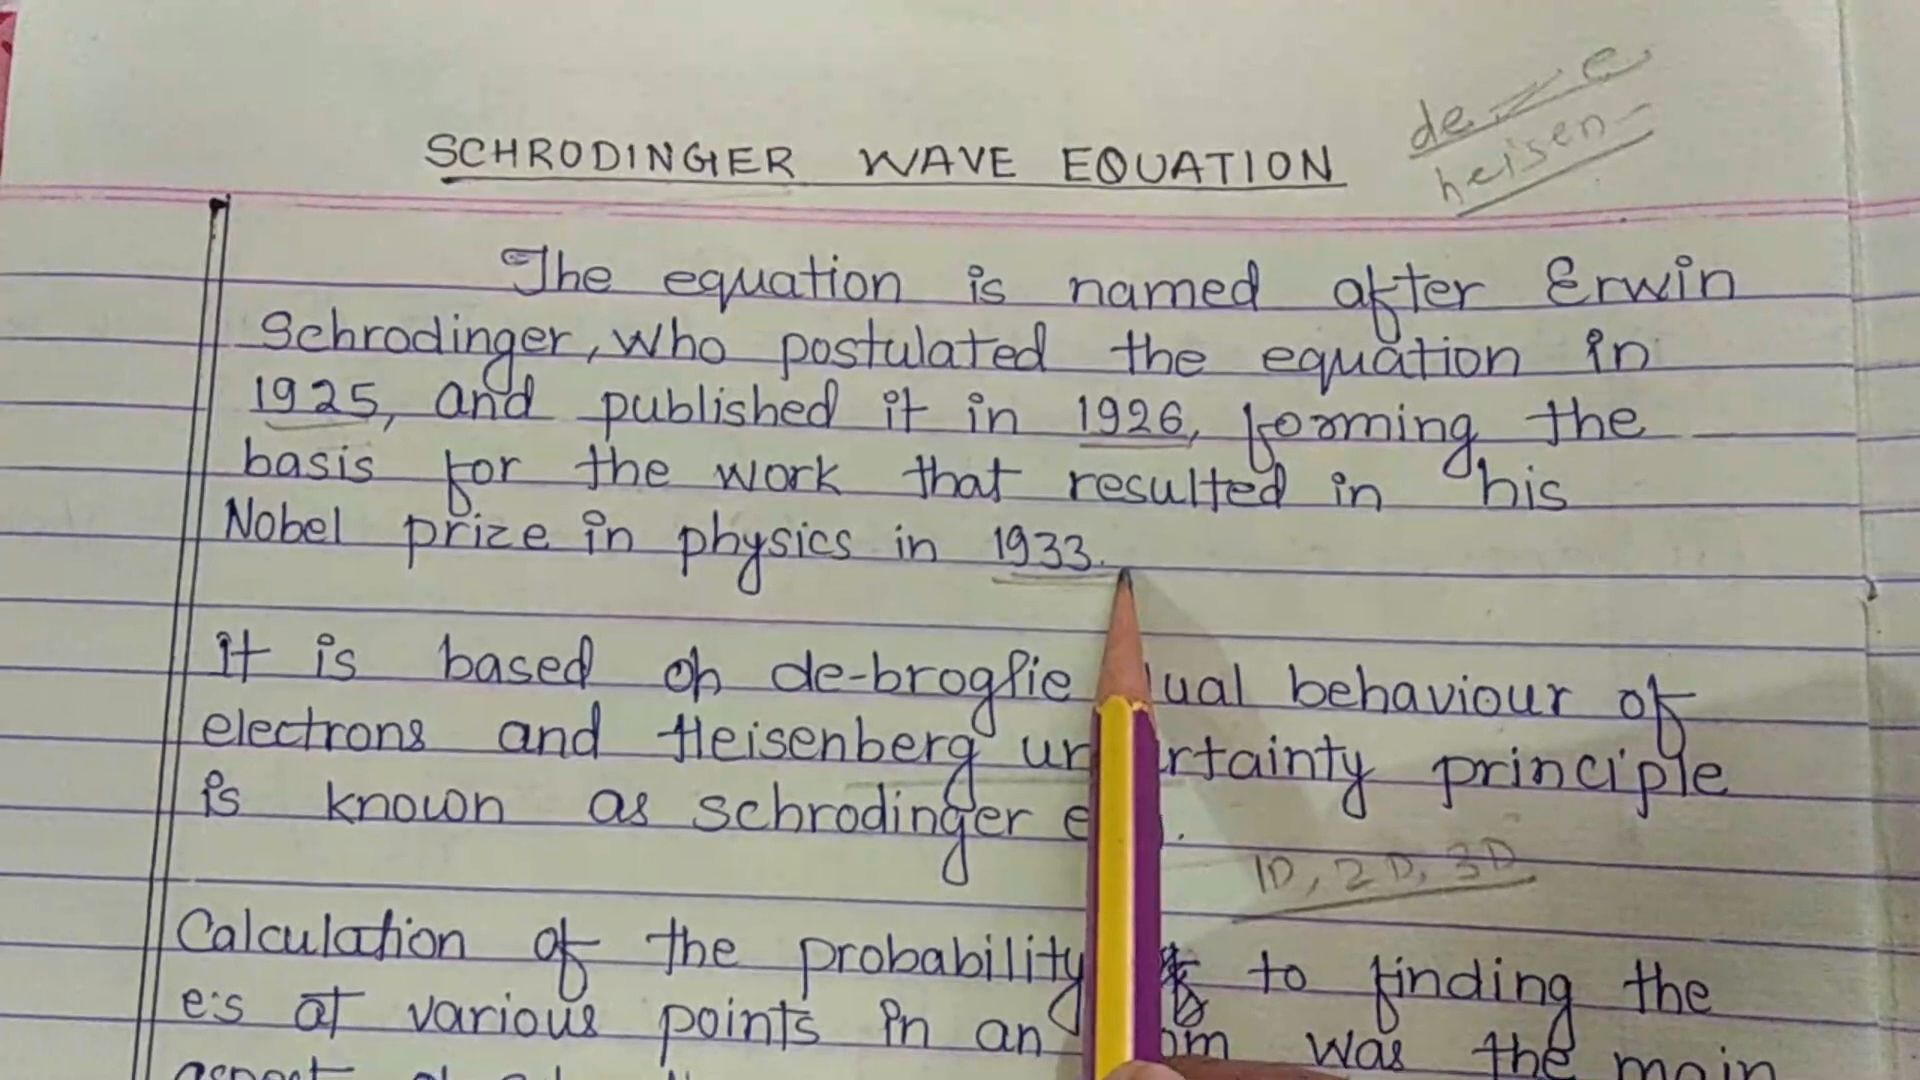 de
heisen-
SCHRODINGER WAVE EQUATION
The equation is named after Erwin
Schrodinger, who postulated the equation in
1925, and published it in 1926, forming the
basis for the work that resulted in his
Nobel prize in physics in 1933.
it is based on de-broglie ual behaviour of
electrons and Heisenberg un rtainty principle
is known as schrodinger e .
1D, 2D, 3D
Calculation of the probability to finding the
e:s at various points in an om was the main